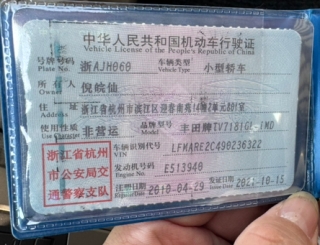 中华人民共和国机动车行驶证
Vehicle License of the People's Republic of China
号牌号码 浙AJH060 车辆类型 小型轿车
Plate No. Vehicle Type
所有人 倪皖仙
Owner
住址 浙江省杭州市滨江区迎春南苑
Address
使用性质 非营运 品牌型号 丰田牌TV7181GL-iMD
Use Character Model
浙江省杭州
市公安局交
通警察支队
车辆识别代号 LFMARE2C490236322
VIN
发动机号码 E513940
Engine No.
注册日期 2010-04-29 发证日期 2021-10-15
Register Date Issue Date